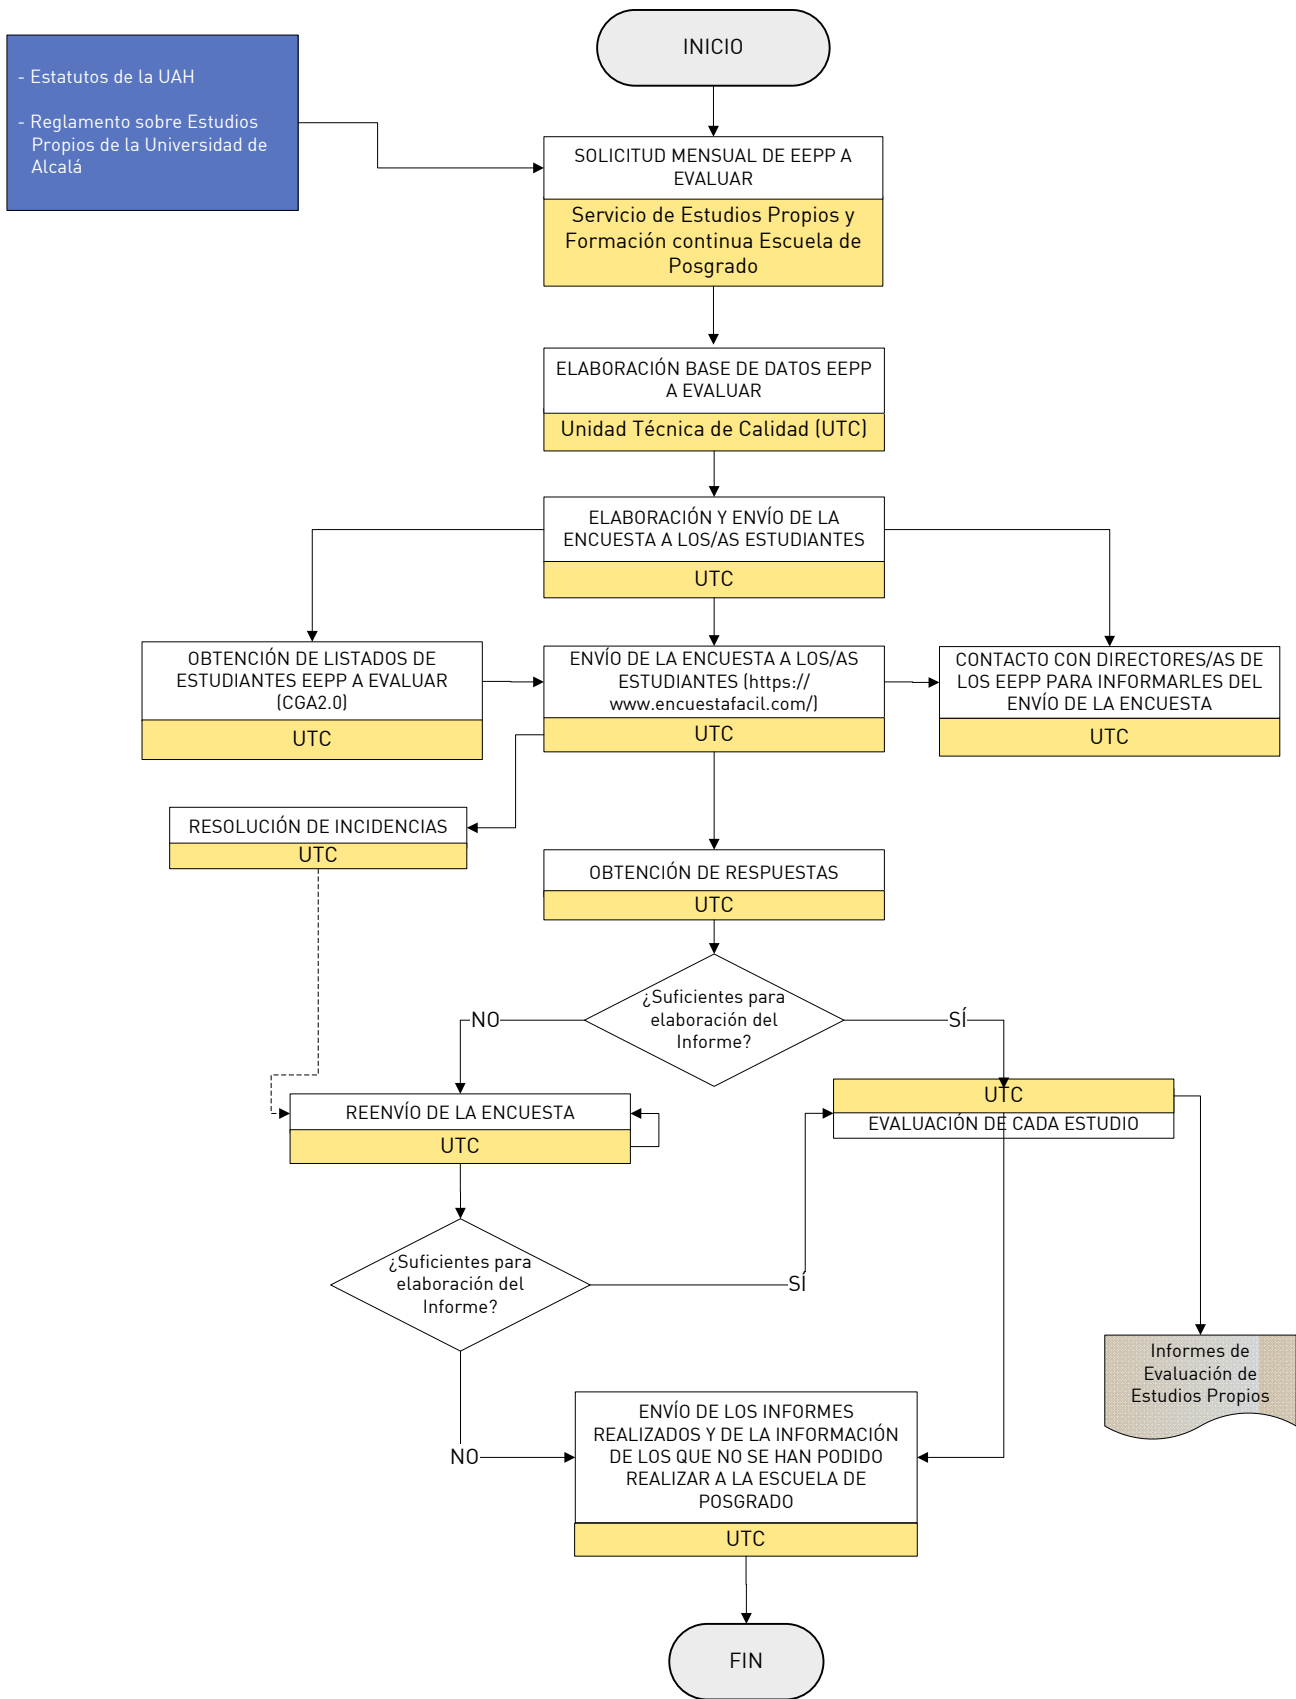 INICIO
- Estatutos de la UAH
- Reglamento sobre Estudios
Propios de la Universidad de
Alcalá
SOLICITUD MENSUAL DE EEPP A
EVALUAR
Servicio de Estudios Propios y
Formación continua Escuela de
Posgrado
ELABORACIÓN BASE DE DATOS EEPP
A EVALUAR
Unidad Técnica de Calidad (UTC)
ELABORACIÓN Y ENVÍO DE LA
ENCUESTA A LOS/AS ESTUDIANTES
UTC
OBTENCIÓN DE LISTADOS DE
ESTUDIANTES EEPP A EVALUAR
(CGA2.0)
UTC
ENVÍO DE LA ENCUESTA A LOS/AS
ESTUDIANTES (https://
www.encuestafacil.com/)
UTC
CONTACTO CON DIRECTORES/AS DE
LOS EEPP PARA INFORMARLES DEL
ENVÍO DE LA ENCUESTA
UTC
RESOLUCIÓN DE INCIDENCIAS
UTC
OBTENCIÓN DE RESPUESTAS
UTC
¿Suficientes para
elaboración del
Informe?
NO
SÍ
REENVÍO DE LA ENCUESTA
UTC
UTC
EVALUACIÓN DE CADA ESTUDIO
¿Suficientes para
elaboración del
Informe?
SÍ
NO
Informes de
Evaluación de
Estudios Propios
ENVÍO DE LOS INFORMES
REALIZADOS Y DE LA INFORMACIÓN
DE LOS QUE NO SE HAN PODIDO
REALIZAR A LA ESCUELA DE
POSGRADO
UTC
FIN